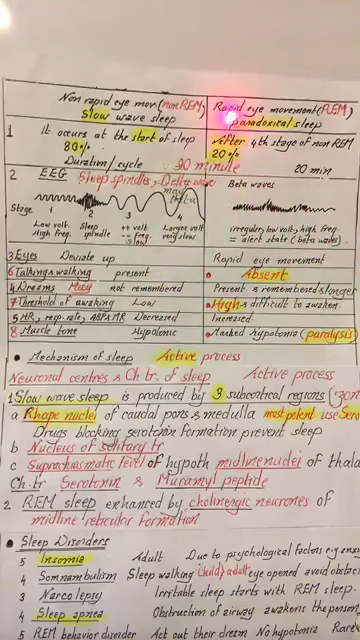 Non rapid eye mov.(non REM)
Slow wave sleep
Rapid eye movement (REM)
paradoxical sleep
1 It occurs at the start of sleep
80%
Duration/cycle 90 minute
After 4th stage of non REM
20%
20 min
2 EEG Sleep spindles, Delta wave
may
Beta waves
Stage 1 2 3 4
Low volt. Sleep ++ volt. Largest volt
High freq. spindle -- freq. very slow
irregular, low volt, high freq.
= alert state (beta waves)
3 Eyes Deviate up Rapid eye movement
6 Talking & walking present Absent
4 Dreams May not remembered Present & remembered & longer
7 Threshold of awaking Low High & difficult to awaken
5 HR, resp. rate, ABP & MR Decreased Increased
8 Muscle tone Hypotonic Marked hypotonia (paralysis)
• Mechanism of sleep Active process
Neuronal centres & Ch. tr. of sleep Active process
1 Slow wave sleep is produced by 3 subcortical regions
a Rhape nuclei of caudal pons & medulla most potent use Sero
Drugs blocking serotonin formation prevent sleep
b Nucleus of sollitary tr
c Suprachiasmatic level of hypoth midline nuclei of thala
Ch. tr Serotonin & Muramyl peptide
2 REM sleep enhanced by cholinergic neurones of
midline reticular formation
• Sleep Disorders
5 Insomnia Adult Due to psychological factors e.g
4 Somnambulism Sleep walking child adult eye opened avoid obstac
3 Narcolepsy Irritable sleep starts with REM sleep.
4 Sleep apnea Obstruction of airway awakens the person
5 REM behavior disorder Act out their dream No hypotonia Rare